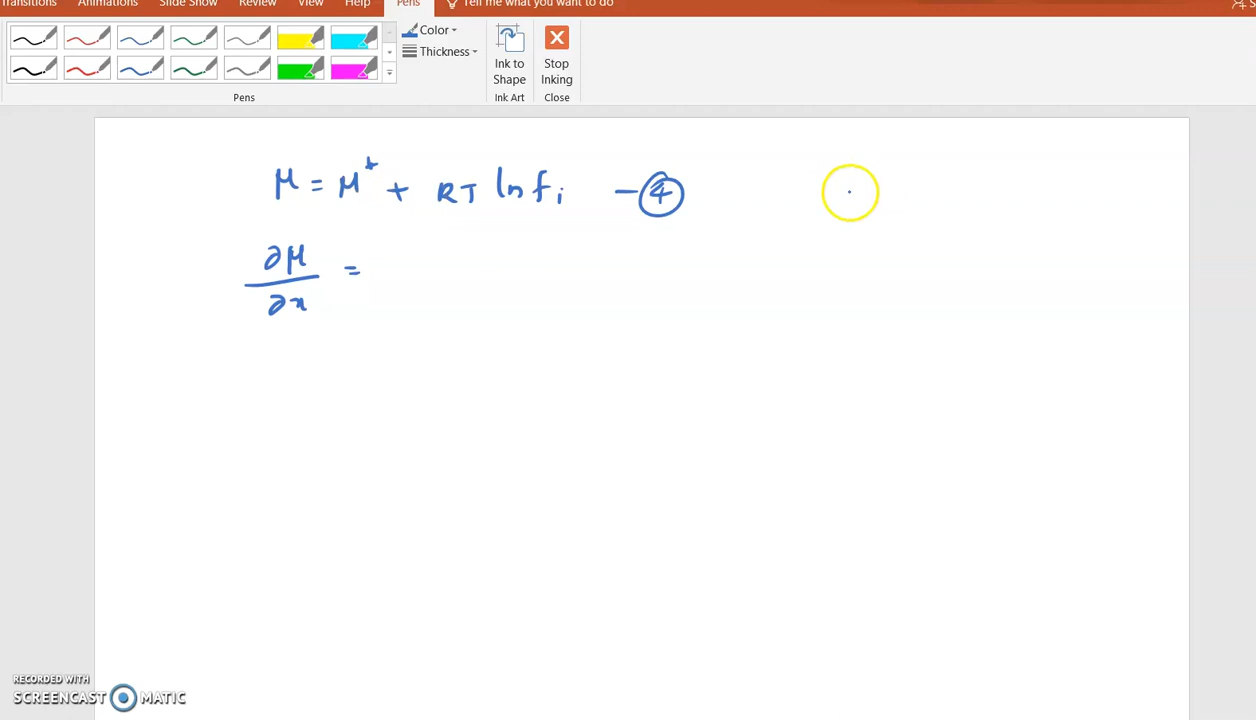 Transitions Animations Slide Show Review View Help Pens Tell me what you want to do
Color
Thickness
Ink to Shape
Stop Inking
Pens Ink Art Close
μ = μ* + RT ln fi – ④
∂μ/∂x =
RECORDED WITH
SCREENCAST MATIC